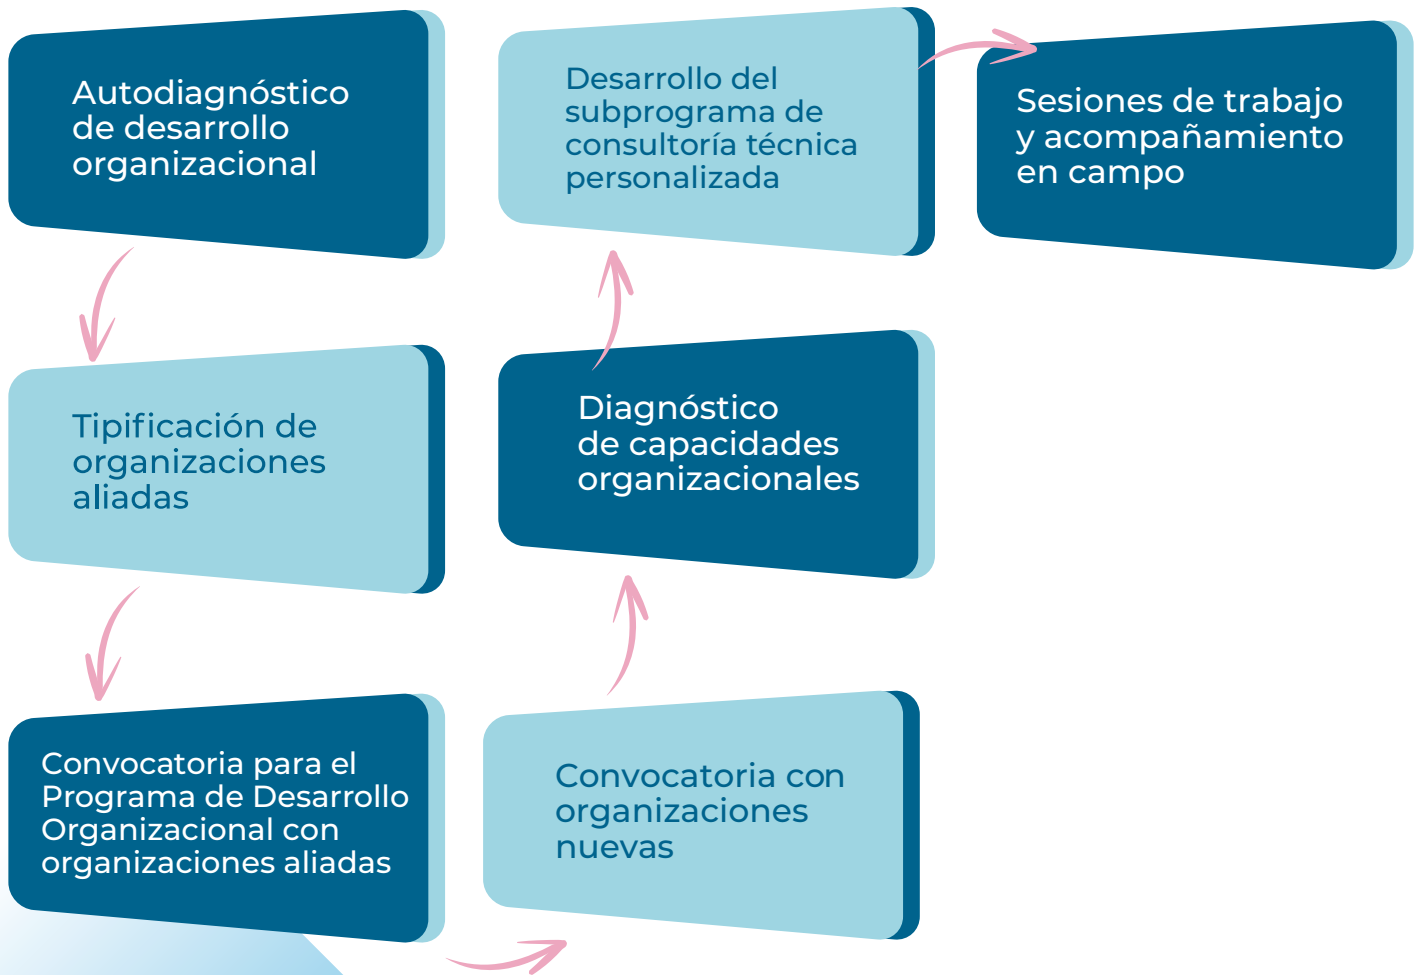 Autodiagnóstico
de desarrollo
organizacional
Tipificación de
organizaciones
aliadas
Convocatoria para el
Programa de Desarrollo
Organizacional con
organizaciones aliadas
Convocatoria con
organizaciones
nuevas
Diagnóstico
de capacidades
organizacionales
Desarrollo del
subprograma de
consultoría técnica
personalizada
Sesiones de trabajo
y acompañamiento
en campo